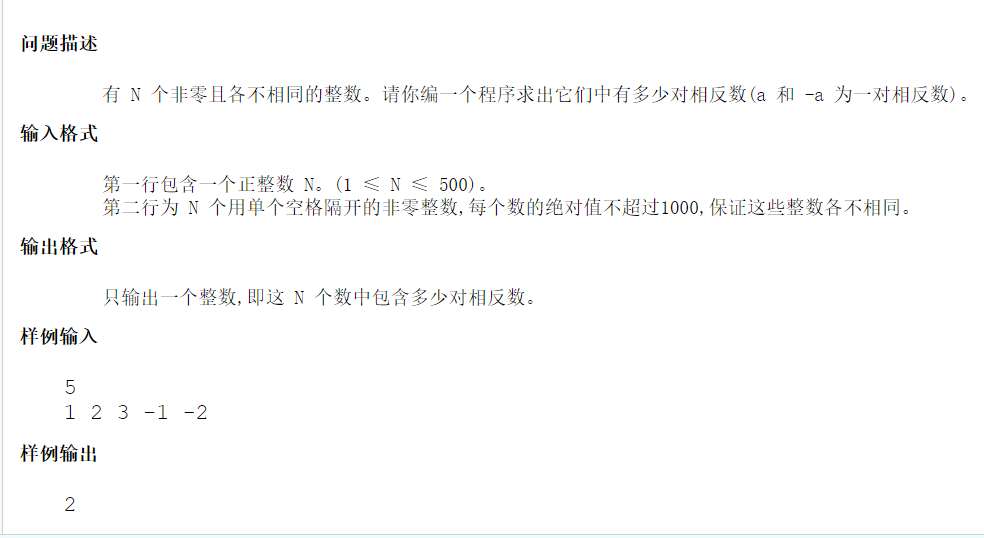 问题描述
有 N 个非零且各不相同的整数。请你编一个程序求出它们中有多少对相反数(a 和 -a 为一对相反数)。
输入格式
第一行包含一个正整数 N。(1 ≤ N ≤ 500)。
第二行为 N 个用单个空格隔开的非零整数,每个数的绝对值不超过1000,保证这些整数各不相同。
输出格式
只输出一个整数,即这 N 个数中包含多少对相反数。
样例输入
5
1 2 3 -1 -2
样例输出
2